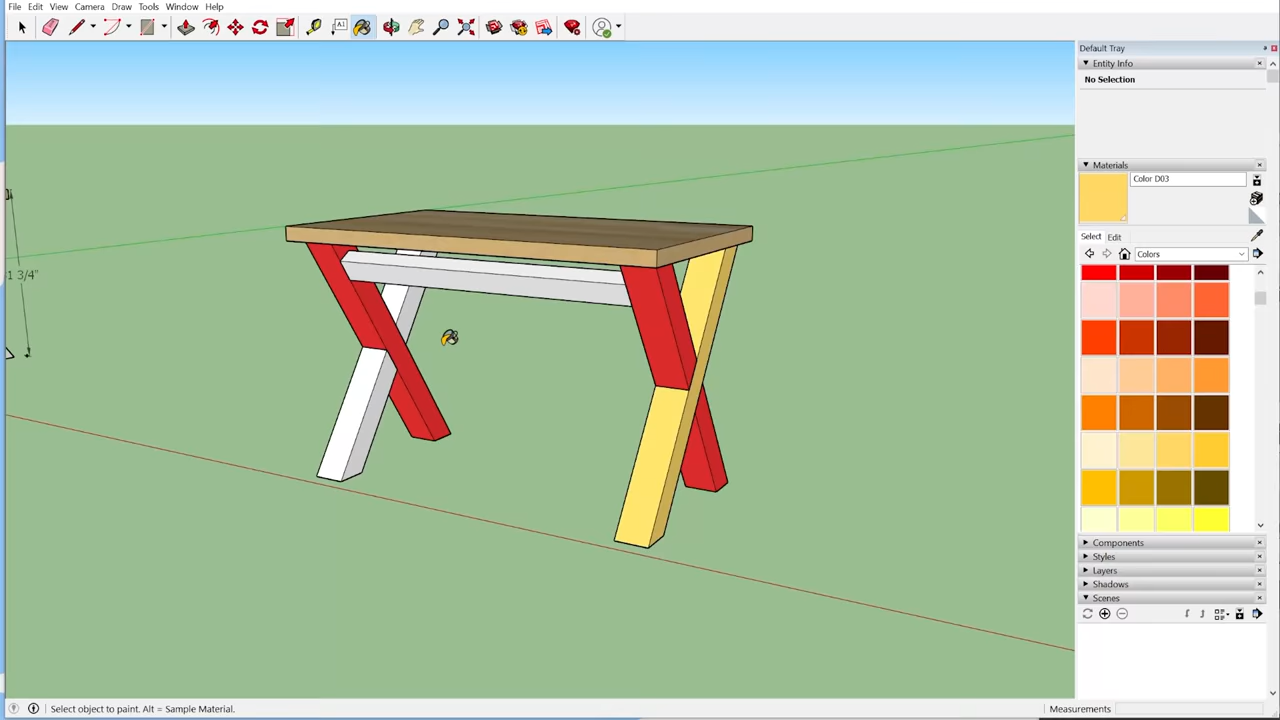 File Edit View Camera Draw Tools Window Help
Default Tray
Entity Info
No Selection
Materials
Color D03
Select Edit
Colors
1 3/4"
Components
Styles
Layers
Shadows
Scenes
Select object to paint. Alt = Sample Material.
Measurements